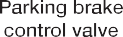 Parking brake
control valve